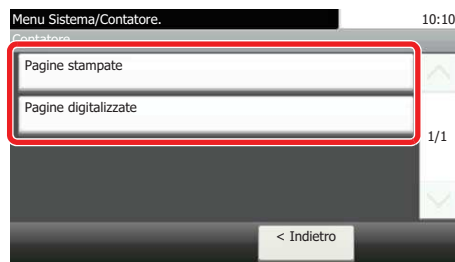 Menu Sistema/Contatore.
10:10
Contatore
Pagine stampate
Pagine digitalizzate
1/1
< Indietro